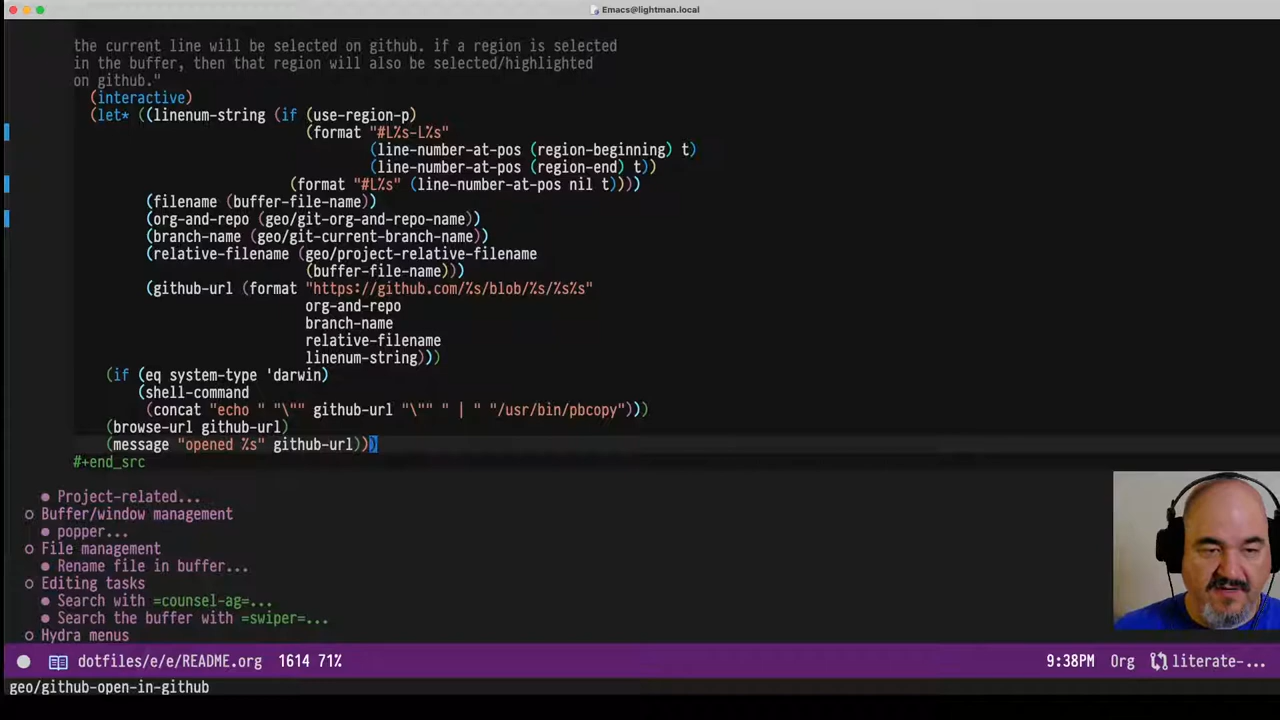 Emacs@lightman.local
the current line will be selected on github. if a region is selected
in the buffer, then that region will also be selected/highlighted
on github."
(interactive)
(let* ((linenum-string (if (use-region-p)
(format "#L%s-L%s"
(line-number-at-pos (region-beginning) t)
(line-number-at-pos (region-end) t))
(format "#L%s" (line-number-at-pos nil t))))
(filename (buffer-file-name))
(org-and-repo (geo/git-org-and-repo-name))
(branch-name (geo/git-current-branch-name))
(relative-filename (geo/project-relative-filename
(buffer-file-name)))
(github-url (format "https://github.com/%s/blob/%s/%s%s"
org-and-repo
branch-name
relative-filename
linenum-string)))
(if (eq system-type 'darwin)
(shell-command
(concat "echo " "\"" github-url "\"" " | " "/usr/bin/pbcopy")))
(browse-url github-url)
(message "opened %s" github-url)))
#+end_src
● Project-related...
○ Buffer/window management
● popper...
○ File management
● Rename file in buffer...
○ Editing tasks
● Search with =counsel-ag=...
● Search the buffer with =swiper=...
○ Hydra menus
dotfiles/e/e/README.org 1614 71% 9:38PM Org literate-...
geo/github-open-in-github